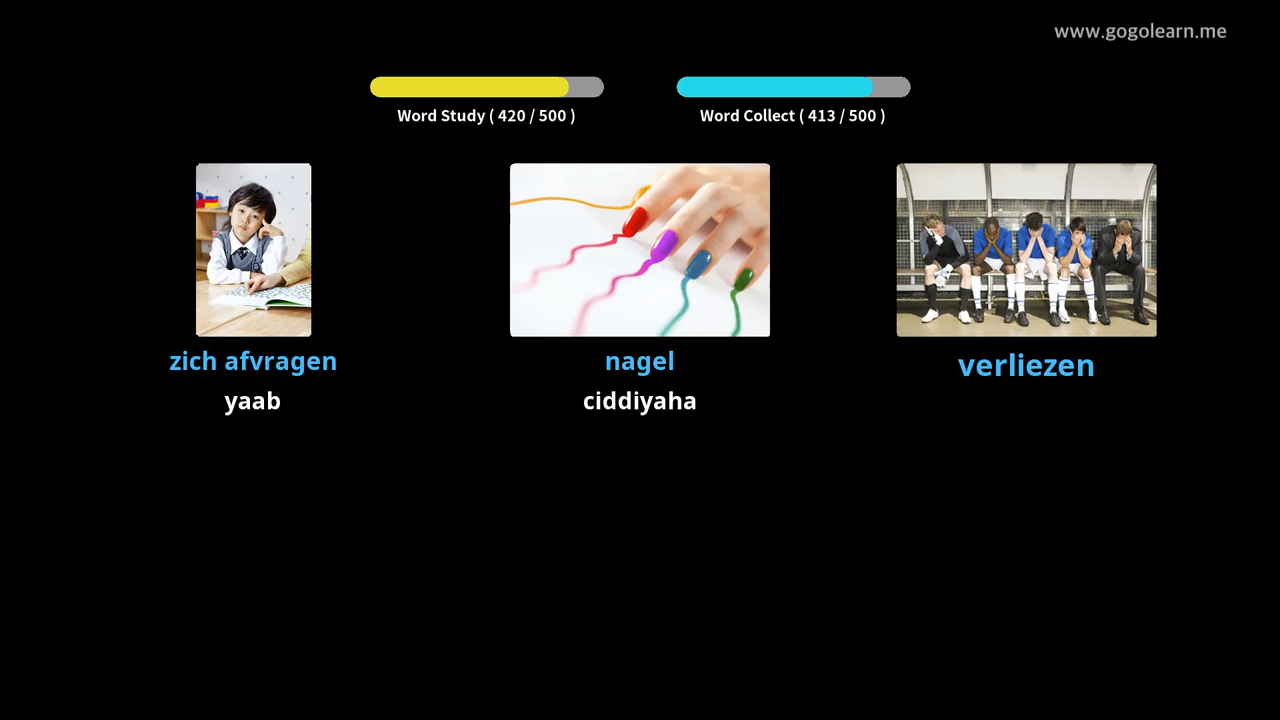 www.gogolearn.me
Word Study ( 420 / 500 )
Word Collect ( 413 / 500 )
zich afvragen
yaab
nagel
ciddiyaha
verliezen